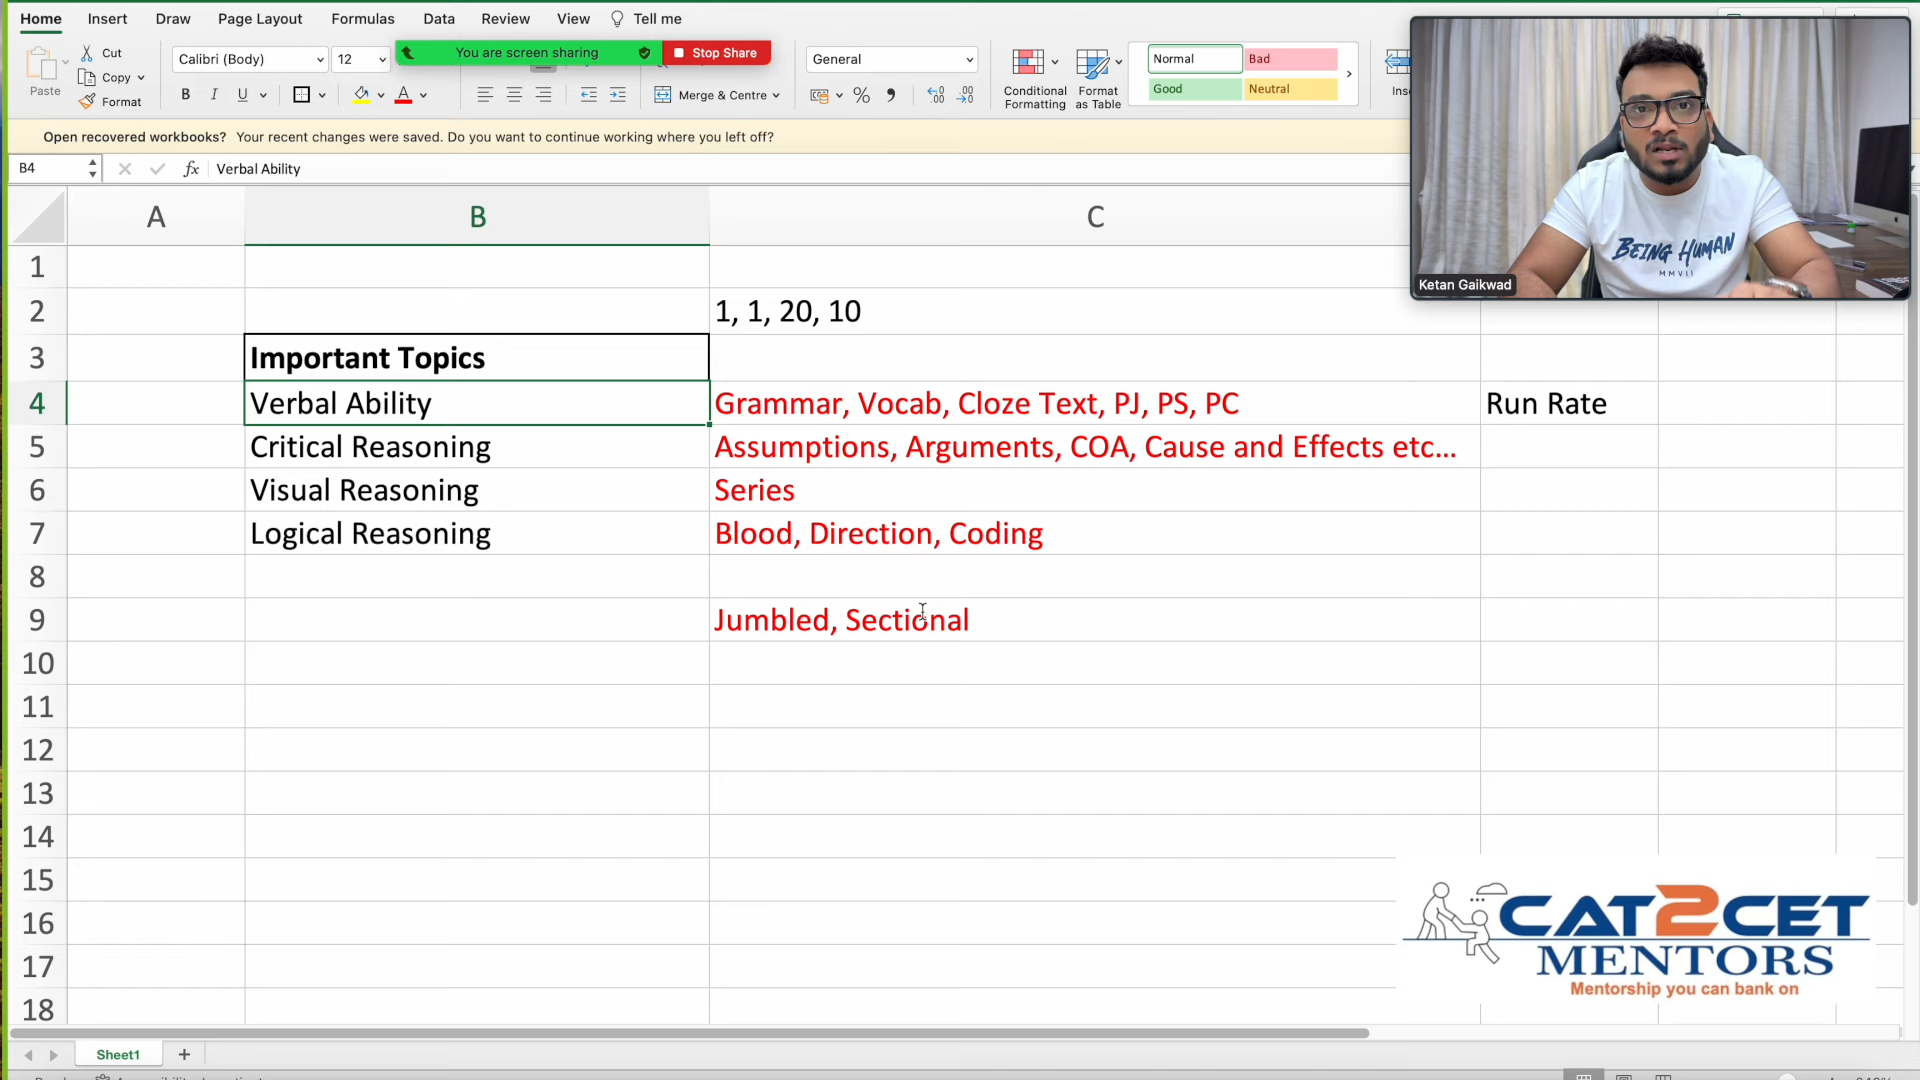 Home Insert Draw Page Layout Formulas Data Review View Tell me
Cut
Copy
Format
Paste
Calibri (Body) 12
You are screen sharing Stop Share
B I U A
Merge & Centre
General
%
Conditional Formatting
Format as Table
Normal Bad
Good Neutral
Open recovered workbooks? Your recent changes were saved. Do you want to continue working where you left off?
B4 fx Verbal Ability
Ketan Gaikwad
BEING HUMAN
A B C
1
2 1, 1, 20, 10
3 Important Topics
4 Verbal Ability Grammar, Vocab, Cloze Text, PJ, PS, PC Run Rate
5 Critical Reasoning Assumptions, Arguments, COA, Cause and Effects etc...
6 Visual Reasoning Series
7 Logical Reasoning Blood, Direction, Coding
8
9 Jumbled, Sectional
10
11
12
13
14
15
16
17
18
CAT2CET
MENTORS
Mentorship you can bank on
Sheet1